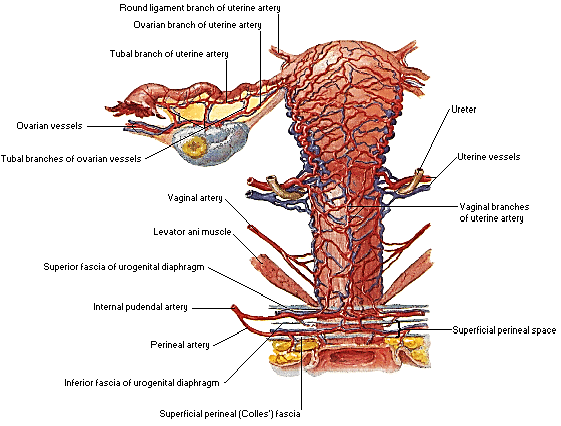 Round ligament branch of uterine artery
Ovarian branch of uterine artery
Tubal branch of uterine artery
Ureter
Ovarian vessels
Tubal branches of ovarian vessels
Uterine vessels
Vaginal artery
Vaginal branches
of uterine artery
Levator ani muscle
Superior fascia of urogenital diaphragm
Internal pudendal artery
Superficial perineal space
Perineal artery
Inferior fascia of urogenital diaphragm
Superficial perineal (Colles') fascia